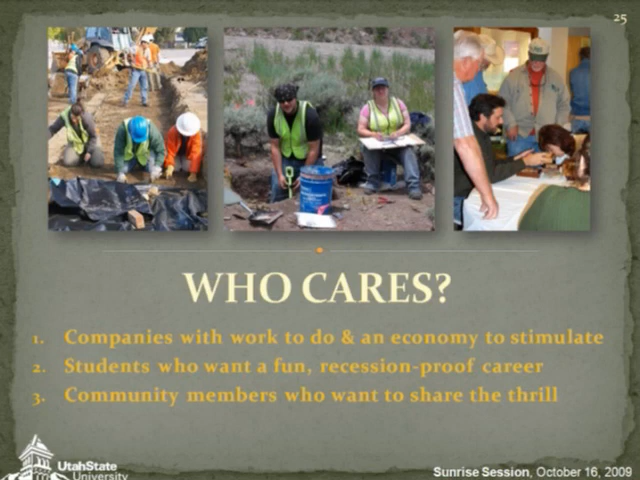 25
WHO CARES?
1. Companies with work to do & an economy to stimulate
2. Students who want a fun, recession-proof career
3. Community members who want to share the thrill
UtahState
University
Sunrise Session, October 16, 2009